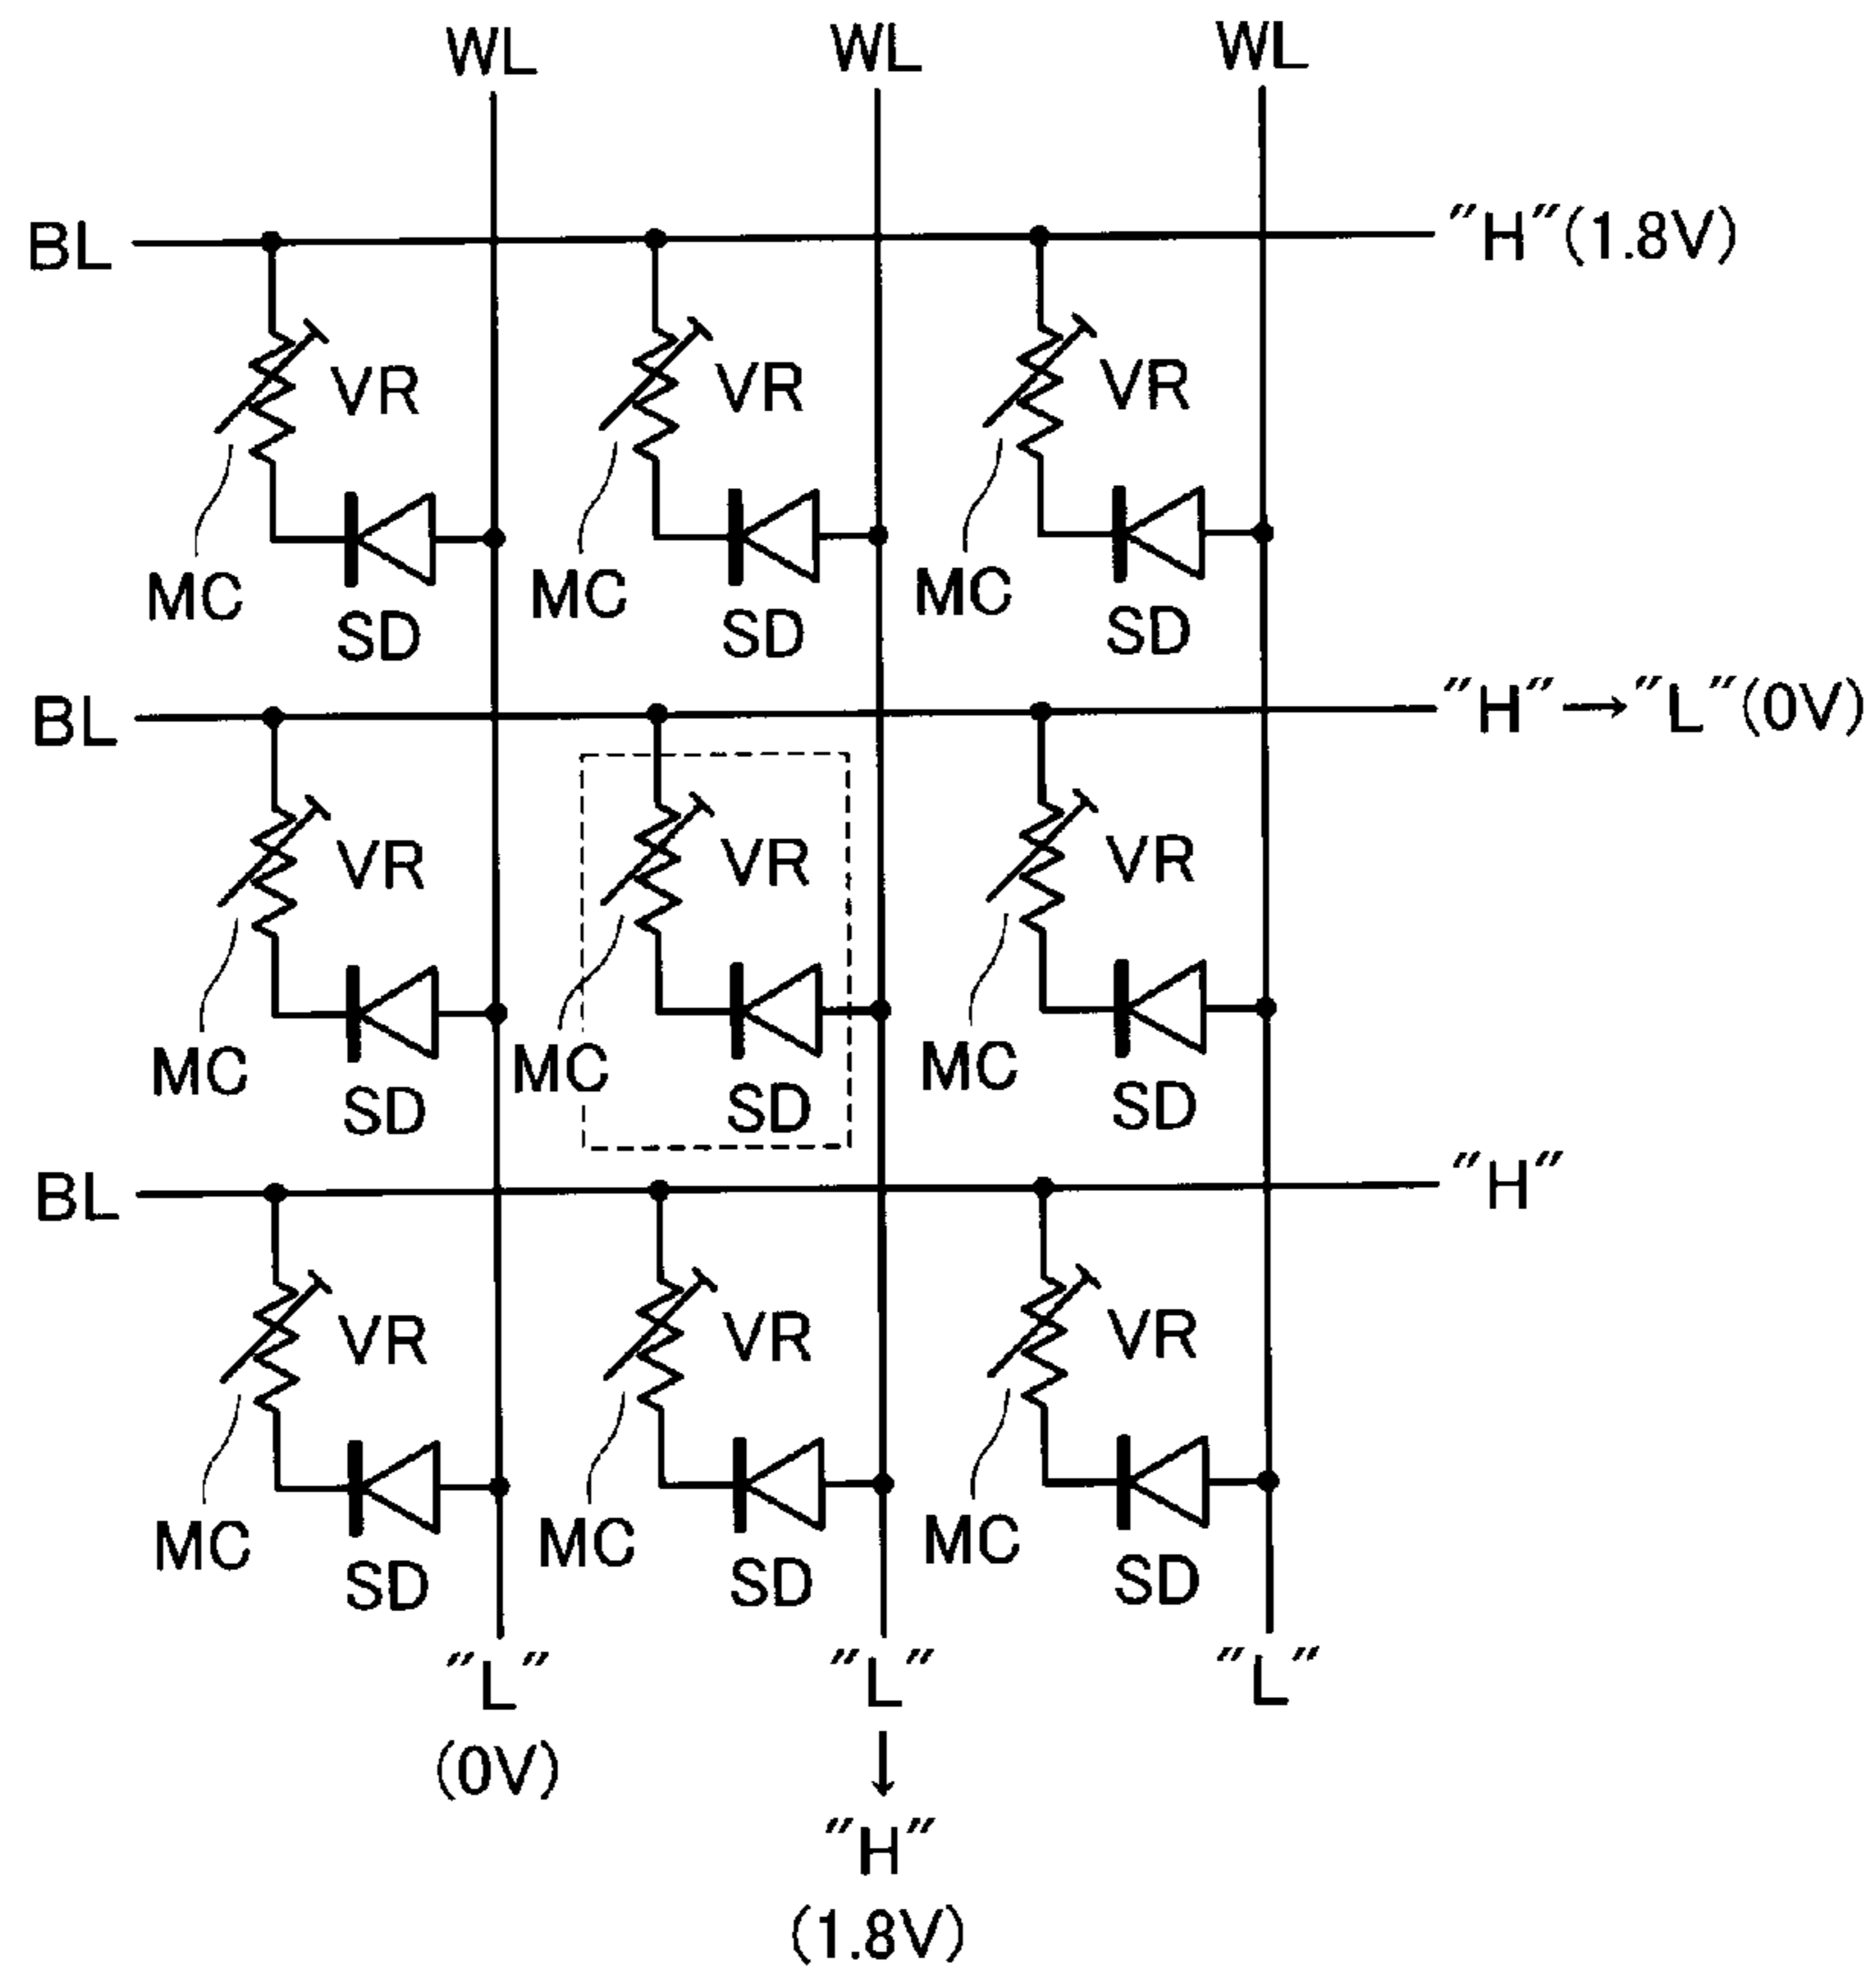 WL WL WL
BL "H"(1.8V)
VR VR VR
MC MC MC
SD SD SD
BL "H"→"L"(0V)
VR VR VR
MC MC MC
SD SD SD
BL "H"
VR VR VR
MC MC MC
SD SD SD
"L" "L" "L"
(0V) ↓
"H"
(1.8V)